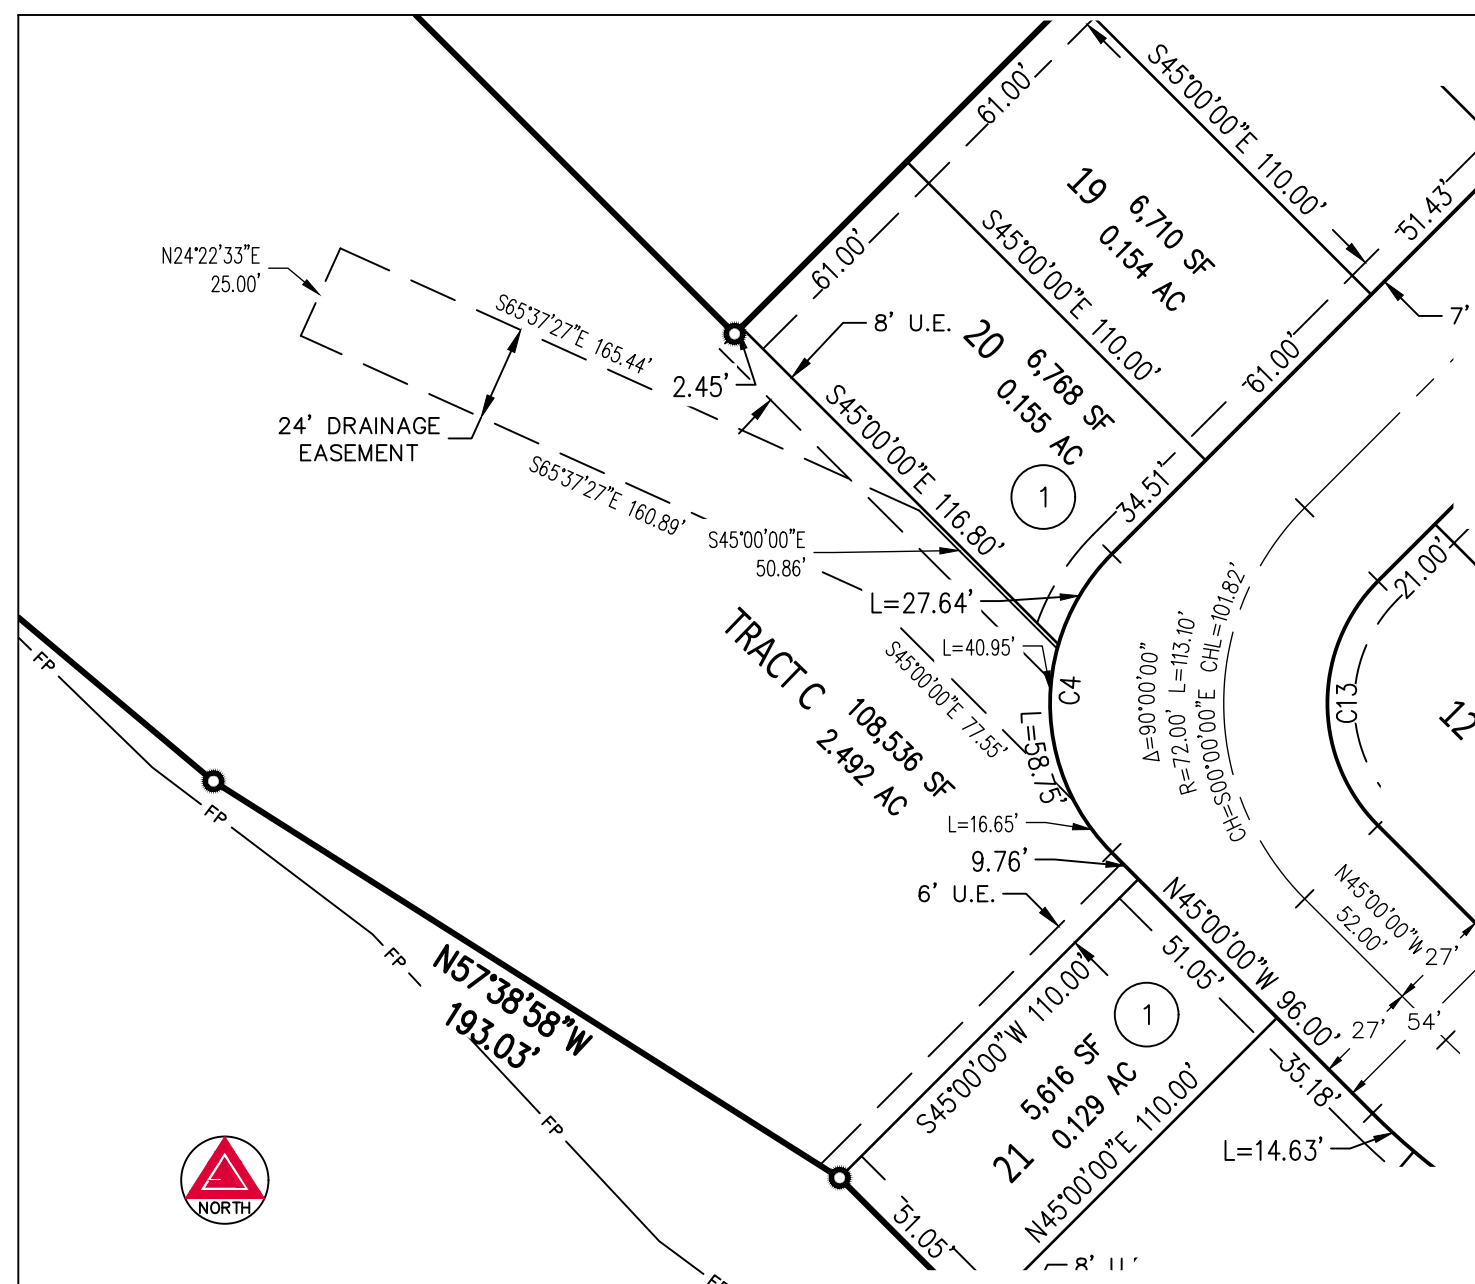 S45°00'00"E 110.00'
61.00'
19 6,710 SF
0.154 AC
51.43'
7'
61.00'
S45°00'00"E 110.00'
8' U.E.
20 6,768 SF
0.155 AC
1
61.00'
34.51'
N24°22'33"E
25.00'
S65°37'27"E 165.44'
2.45'
24' DRAINAGE
EASEMENT
S65°37'27"E 160.89'
S45°00'00"E 116.80'
S45°00'00"E
50.86'
L=27.64'
L=40.95'
C4
S45°00'00"E 77.55'
L=58.75'
L=16.65'
9.76'
6' U.E.
TRACT C 108,536 SF
2.492 AC
Δ=90°00'00"
R=72.00' L=113.10'
CH=S00°00'00"E CHL=101.82'
21.00'
C13
12
N45°00'00"W
52.00'
27'
54'
27'
N45°00'00"W 96.00'
51.05'
35.18'
L=14.63'
S45°00'00"W 110.00'
1
21 5,616 SF
0.129 AC
N45°00'00"E 110.00'
51.05'
FP
FP
FP
FP
FP
N57°38'58"W
193.03'
NORTH